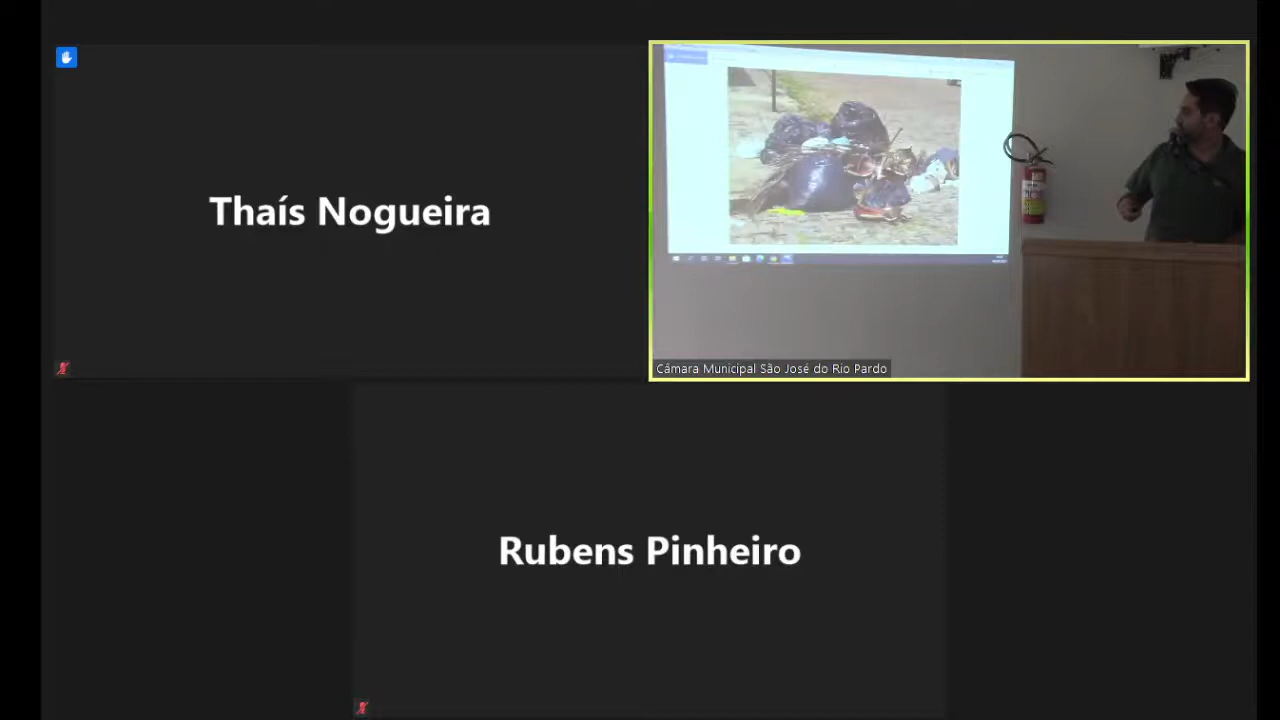 Thaís Nogueira
Câmara Municipal São José do Rio Pardo
Rubens Pinheiro